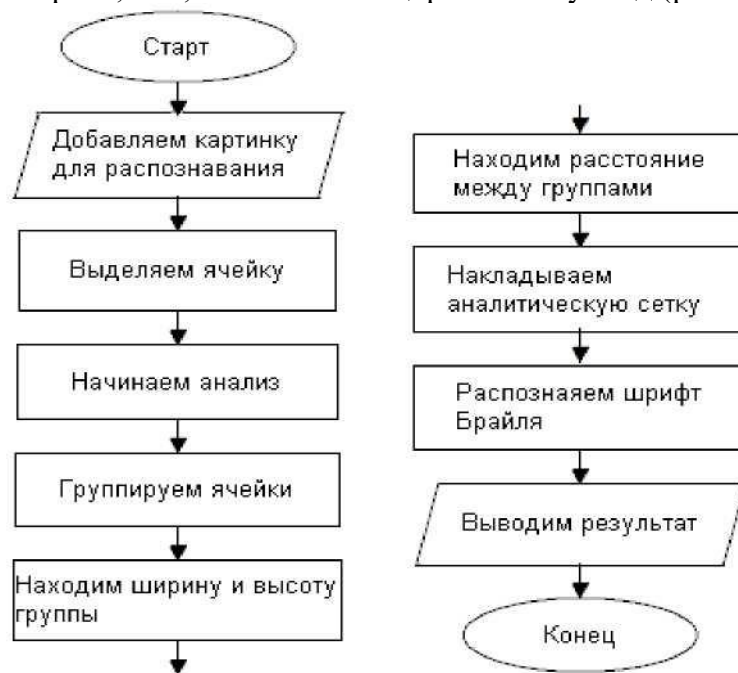 Старт
Добавляем картинку
для распознавания
Выделяем ячейку
Начинаем анализ
Группируем ячейки
Находим ширину и высоту
группы
Находим расстояние
между группами
Накладываем
аналитическую сетку
Распознаяем шрифт
Брайля
Выводим результат
Конец